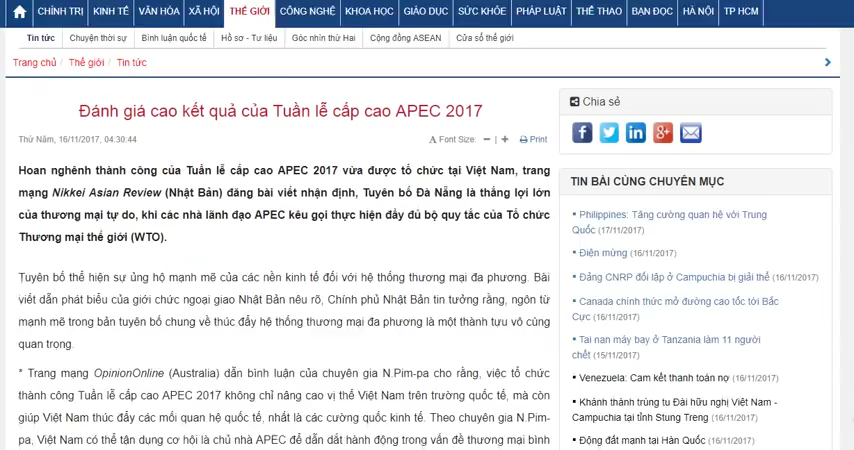 CHÍNH TRỊ KINH TẾ VĂN HÓA XÃ HỘI THẾ GIỚI CÔNG NGHỆ KHOA HỌC GIÁO DỤC SỨC KHỎE PHÁP LUẬT THỂ THAO BẠN ĐỌC HÀ NỘI TP HCM
Tin tức Chuyện thời sự Bình luận quốc tế Hồ sơ - Tư liệu Góc nhìn thứ Hai Cộng đồng ASEAN Cửa sổ thế giới
Trang chủ / Thế giới / Tin tức
Đánh giá cao kết quả của Tuần lễ cấp cao APEC 2017
Thứ Năm, 16/11/2017, 04:30:44
A Font Size: - | + Print
Hoan nghênh thành công của Tuần lễ cấp cao APEC 2017 vừa được tổ chức tại Việt Nam, trang
mạng Nikkei Asian Review (Nhật Bản) đăng bài viết nhận định, Tuyên bố Đà Nẵng là thắng lợi lớn
của thương mại tự do, khi các nhà lãnh đạo APEC kêu gọi thực hiện đầy đủ bộ quy tắc của Tổ chức
Thương mại thế giới (WTO).
Tuyên bố thể hiện sự ủng hộ mạnh mẽ của các nền kinh tế đối với hệ thống thương mại đa phương. Bài
viết dẫn phát biểu của giới chức ngoại giao Nhật Bản nêu rõ, Chính phủ Nhật Bản tin tưởng rằng, ngôn từ
mạnh mẽ trong bản tuyên bố chung về thúc đẩy hệ thống thương mại đa phương là một thành tựu vô cùng
quan trọng.
* Trang mạng OpinionOnline (Australia) dẫn bình luận của chuyên gia N.Pim-pa cho rằng, việc tổ chức
thành công Tuần lễ cấp cao APEC 2017 không chỉ nâng cao vị thế Việt Nam trên trường quốc tế, mà còn
giúp Việt Nam thúc đẩy các mối quan hệ quốc tế, nhất là các cường quốc kinh tế. Theo chuyên gia N.Pim-
pa, Việt Nam có thể tận dụng cơ hội là chủ nhà APEC để dẫn dắt hành động trong vấn đề thương mại bình
Chia sẻ
TIN BÀI CÙNG CHUYÊN MỤC
Philippines: Tăng cường quan hệ với Trung
Quốc (17/11/2017)
Điện mừng (16/11/2017)
Đảng CNRP đối lập ở Campuchia bị giải thể (16/11/2017)
Canada chính thức mở đường cao tốc tới Bắc
Cực (16/11/2017)
Tai nạn máy bay ở Tanzania làm 11 người
chết (15/11/2017)
Venezuela: Cam kết thanh toán nợ (16/11/2017)
Khánh thành trùng tu Đài hữu nghị Việt Nam -
Campuchia tại tỉnh Stung Treng (16/11/2017)
Động đất mạnh tại Hàn Quốc (16/11/2017)